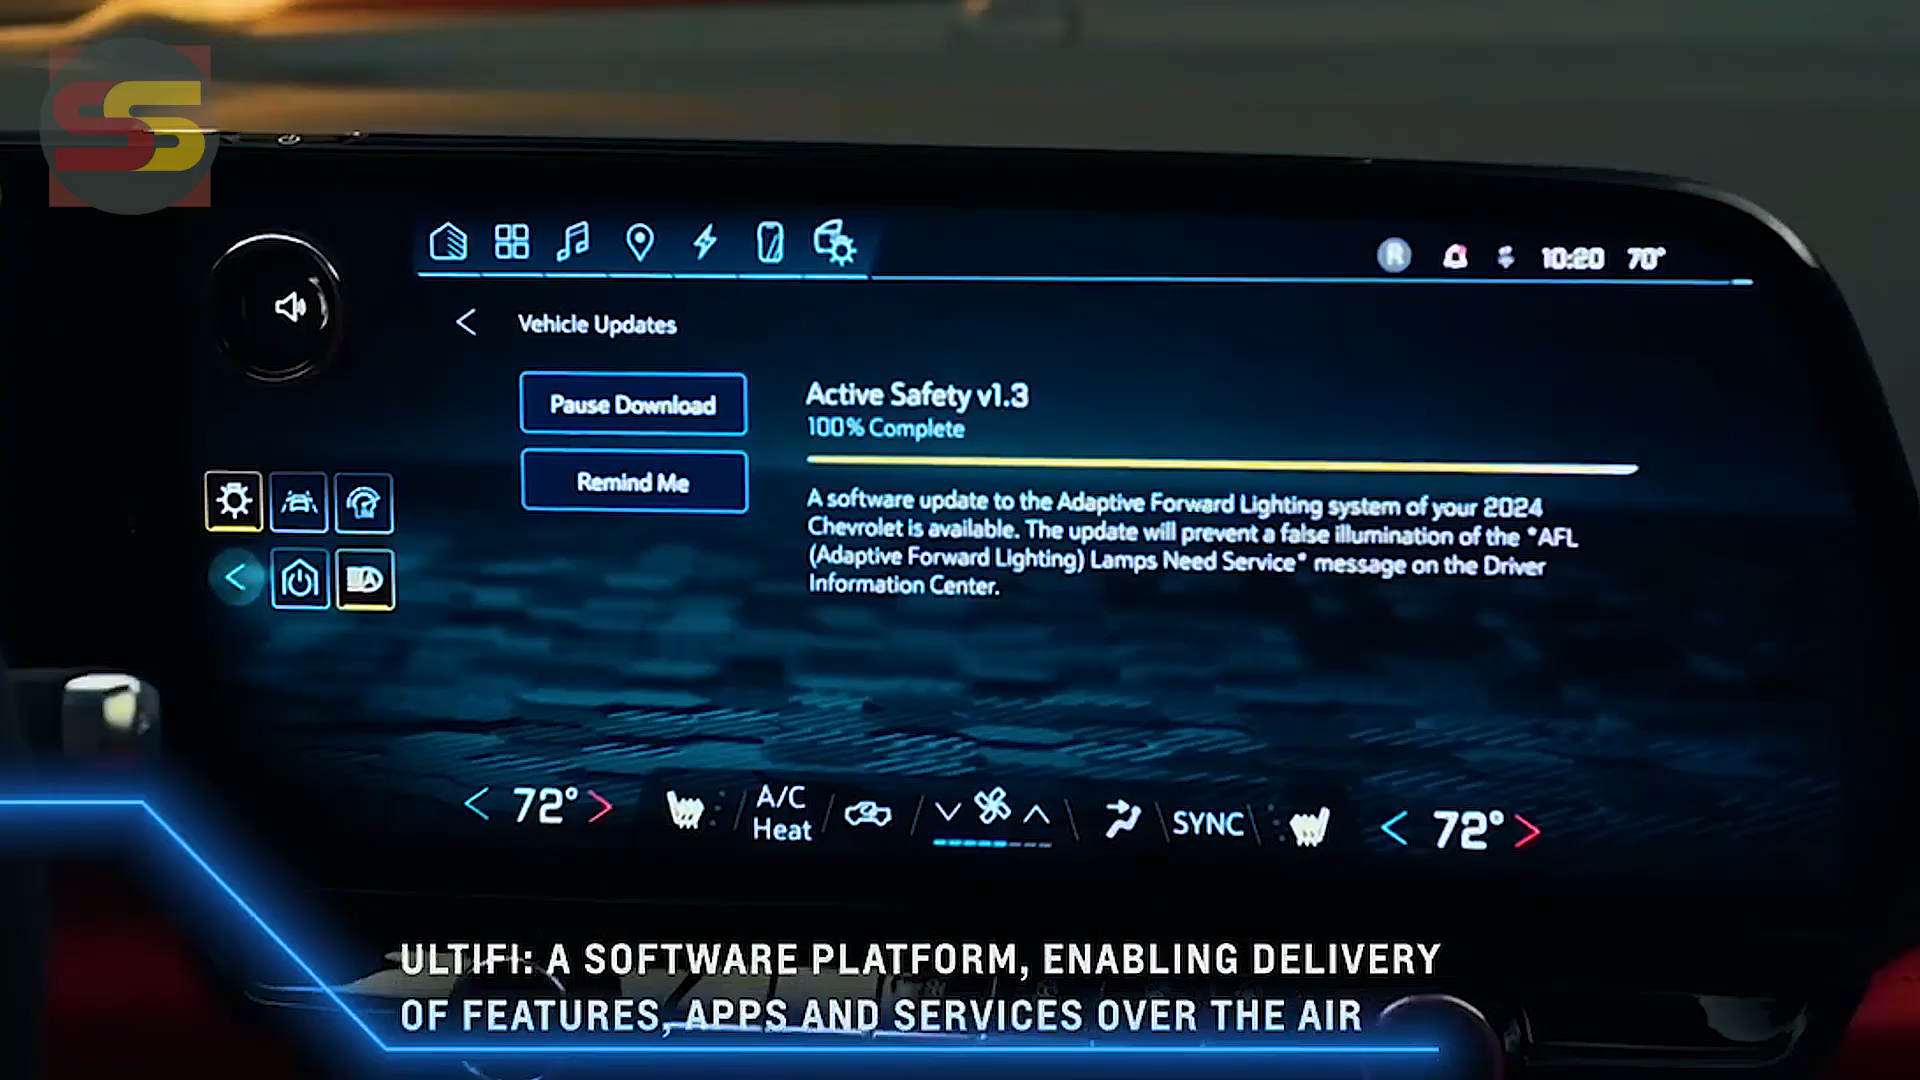 SS
R
10:20 70°
Vehicle Updates
Pause Download
Remind Me
Active Safety v1.3
100% Complete
A software update to the Adaptive Forward Lighting system of your 2024
Chevrolet is available. The update will prevent a false illumination of the "AFL
(Adaptive Forward Lighting) Lamps Need Service" message on the Driver
Information Center.
72°
A/C
Heat
SYNC
72°
ULTIFI: A SOFTWARE PLATFORM, ENABLING DELIVERY
OF FEATURES, APPS AND SERVICES OVER THE AIR